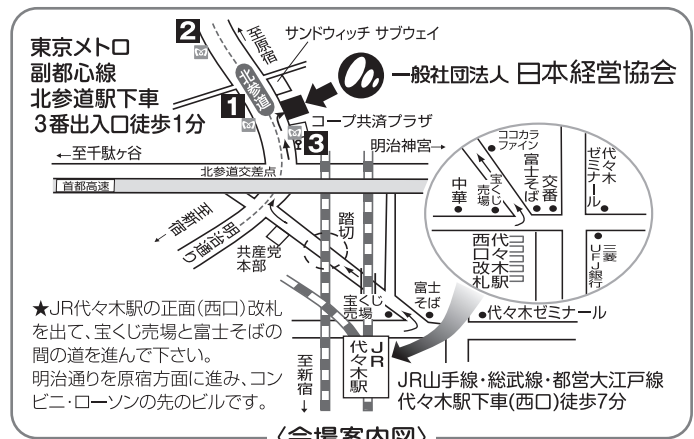 東京メトロ
副都心線
北参道駅下車
3番出入口徒歩1分
2
至原宿
サンドウィッチ サブウェイ
北参道
一般社団法人 日本経営協会
1
コープ共済プラザ
3
←至千駄ヶ谷
明治神宮→
北参道交差点
首都高速
至新宿
明治通り
共産党
本部
踏切
ココカラ
ファイン
代々木
ゼミナール
中華
宝くじ
売場
富士そば
交番
代々木駅
西口改札
三菱
UFJ銀行
★JR代々木駅の正面(西口)改札
を出て、宝くじ売場と富士そばの
間の道を進んで下さい。
明治通りを原宿方面に進み、コン
ビニ・ローソンの先のビルです。
宝くじ
売場
富士
そば
代々木ゼミナール
至新宿
↓
JR
代々木駅
JR山手線・総武線・都営大江戸線
代々木駅下車(西口)徒歩7分
〈会場案内図〉